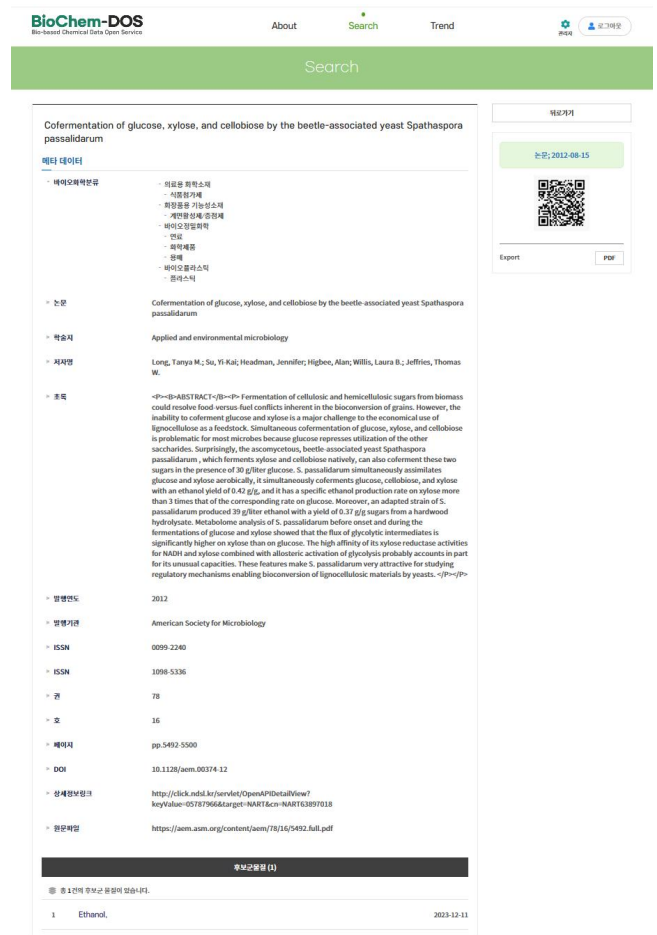 BioChem-DOS
Bio-based Chemical Data Open Service
About
Search
Trend
관리자
로그아웃
Search
Cofermentation of glucose, xylose, and cellobiose by the beetle-associated yeast Spathaspora
passalidarum
메타 데이터
바이오화학분류
- 의료용 화학소재
- 식품첨가제
- 화장품용 기능성소재
- 계면활성제/증점제
- 바이오정밀화학
- 연료
- 화학제품
- 용매
- 바이오플라스틱
- 플라스틱
논문
Cofermentation of glucose, xylose, and cellobiose by the beetle-associated yeast Spathaspora
passalidarum
학술지
Applied and environmental microbiology
저자명
Long, Tanya M.; Su, Yi-Kai; Headman, Jennifer; Higbee, Alan; Willis, Laura B.; Jeffries, Thomas
W.
초록
<P><B>ABSTRACT</B><P> Fermentation of cellulosic and hemicellulosic sugars from biomass
could resolve food-versus-fuel conflicts inherent in the bioconversion of grains. However, the
inability to coferment glucose and xylose is a major challenge to the economical use of
lignocellulose as a feedstock. Simultaneous cofermentation of glucose, xylose, and cellobiose
is problematic for most microbes because glucose represses utilization of the other
saccharides. Surprisingly, the ascomycetous, beetle-associated yeast Spathaspora
passalidarum , which ferments xylose and cellobiose natively, can also coferment these two
sugars in the presence of 30 g/liter glucose. S. passalidarum simultaneously assimilates
glucose and xylose aerobically, it simultaneously coferments glucose, cellobiose, and xylose
with an ethanol yield of 0.42 g/g, and it has a specific ethanol production rate on xylose more
than 3 times that of the corresponding rate on glucose. Moreover, an adapted strain of S.
passalidarum produced 39 g/liter ethanol with a yield of 0.37 g/g sugars from a hardwood
hydrolysate. Metabolome analysis of S. passalidarum before onset and during the
fermentations of glucose and xylose showed that the flux of glycolytic intermediates is
significantly higher on xylose than on glucose. The high affinity of its xylose reductase activities
for NADH and xylose combined with allosteric activation of glycolysis probably accounts in part
for its unusual capacities. These features make S. passalidarum very attractive for studying
regulatory mechanisms enabling bioconversion of lignocellulosic materials by yeasts. </P></P>
발행연도
2012
발행기관
American Society for Microbiology
ISSN
0099-2240
ISSN
1098-5336
권
78
호
16
페이지
pp.5492-5500
DOI
10.1128/aem.00374-12
상세정보링크
http://click.ndsl.kr/servlet/OpenAPIDetailView?
keyValue=05787966&target=NART&cn=NART63897018
원문파일
https://aem.asm.org/content/aem/78/16/5492.full.pdf
후보군물질 (1)
총 1건의 후보군 물질이 있습니다.
1 Ethanol, 2023-12-11
뒤로가기
논문; 2012-08-15
Export
PDF